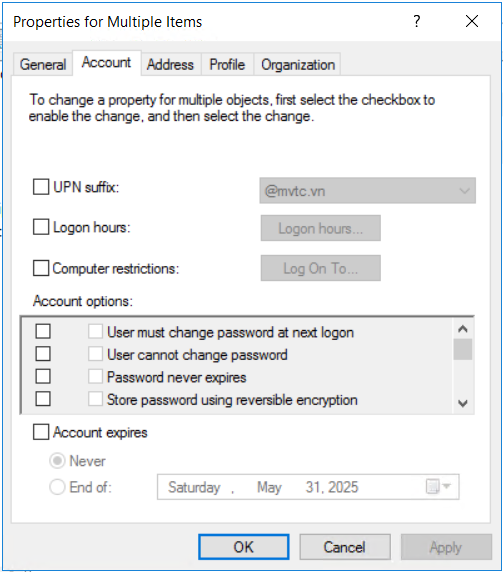 Properties for Multiple Items
? ×
General Account Address Profile Organization
To change a property for multiple objects, first select the checkbox to
enable the change, and then select the change.
UPN suffix: @mvtc.vn
Logon hours: Logon hours...
Computer restrictions: Log On To...
Account options:
User must change password at next logon
User cannot change password
Password never expires
Store password using reversible encryption
Account expires
Never
End of: Saturday , May 31, 2025
OK Cancel Apply